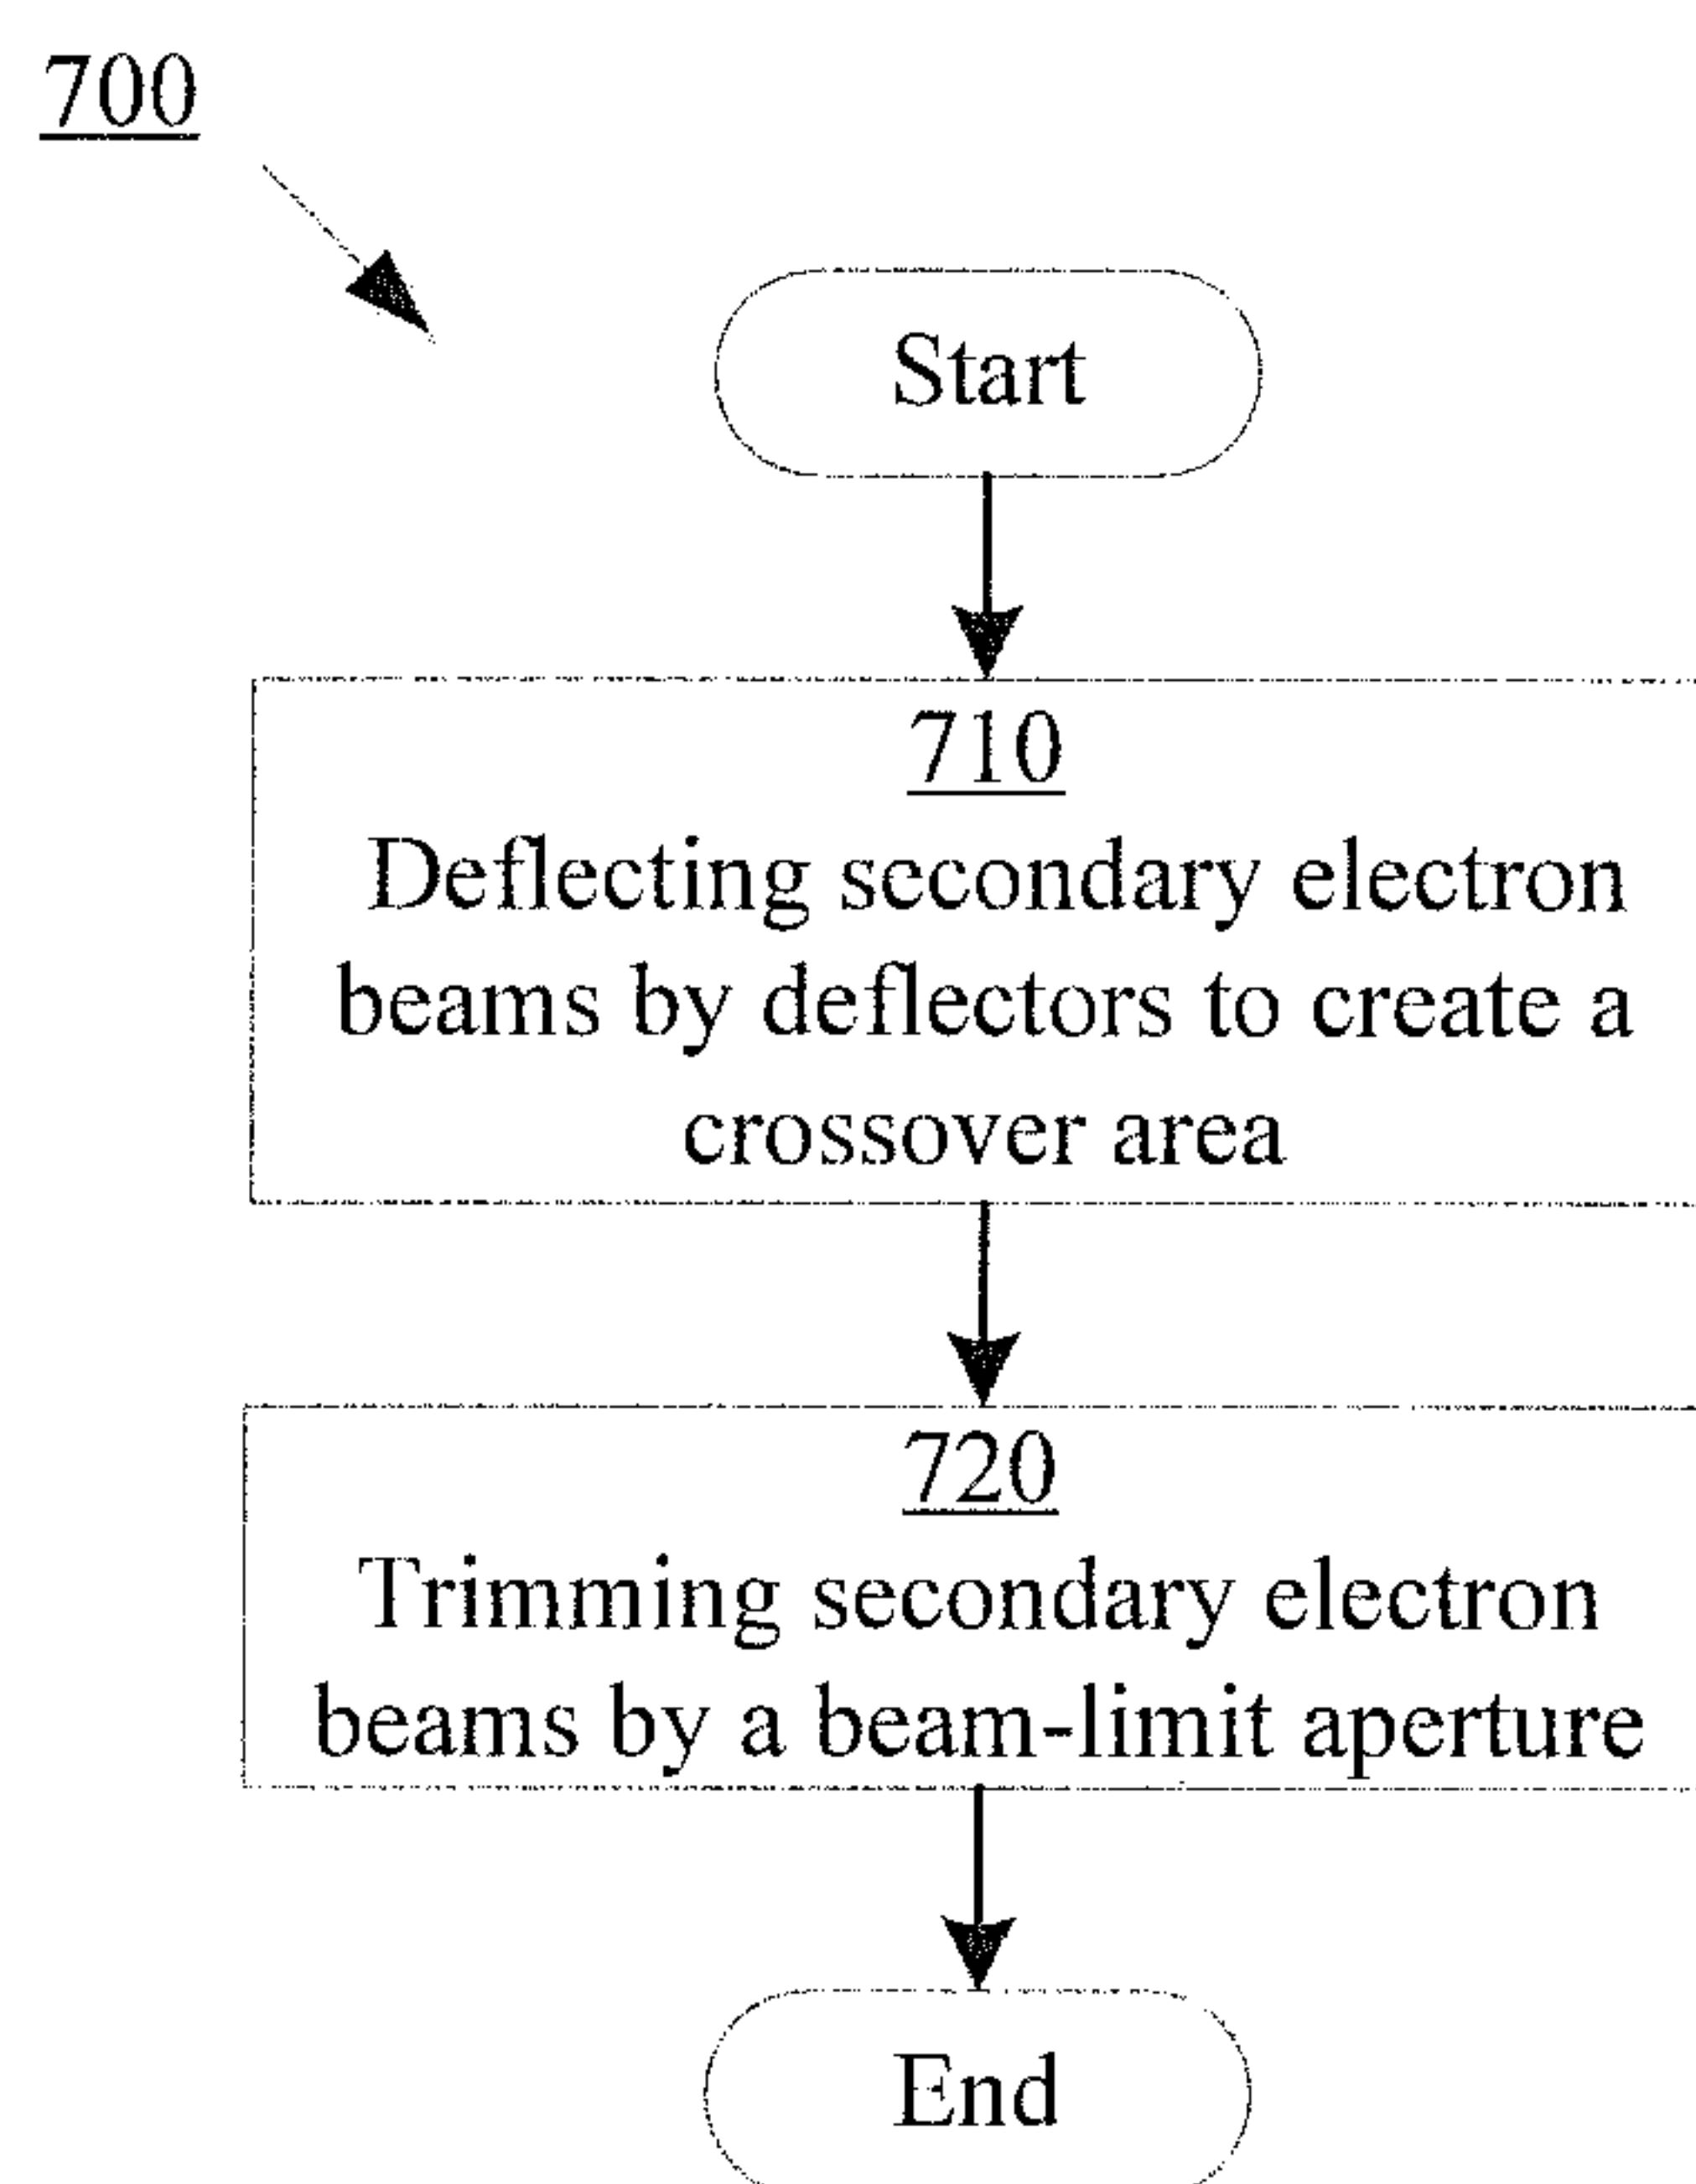 700
Start
710
Deflecting secondary electron
beams by deflectors to create a
crossover area
720
Trimming secondary electron
beams by a beam-limit aperture
End